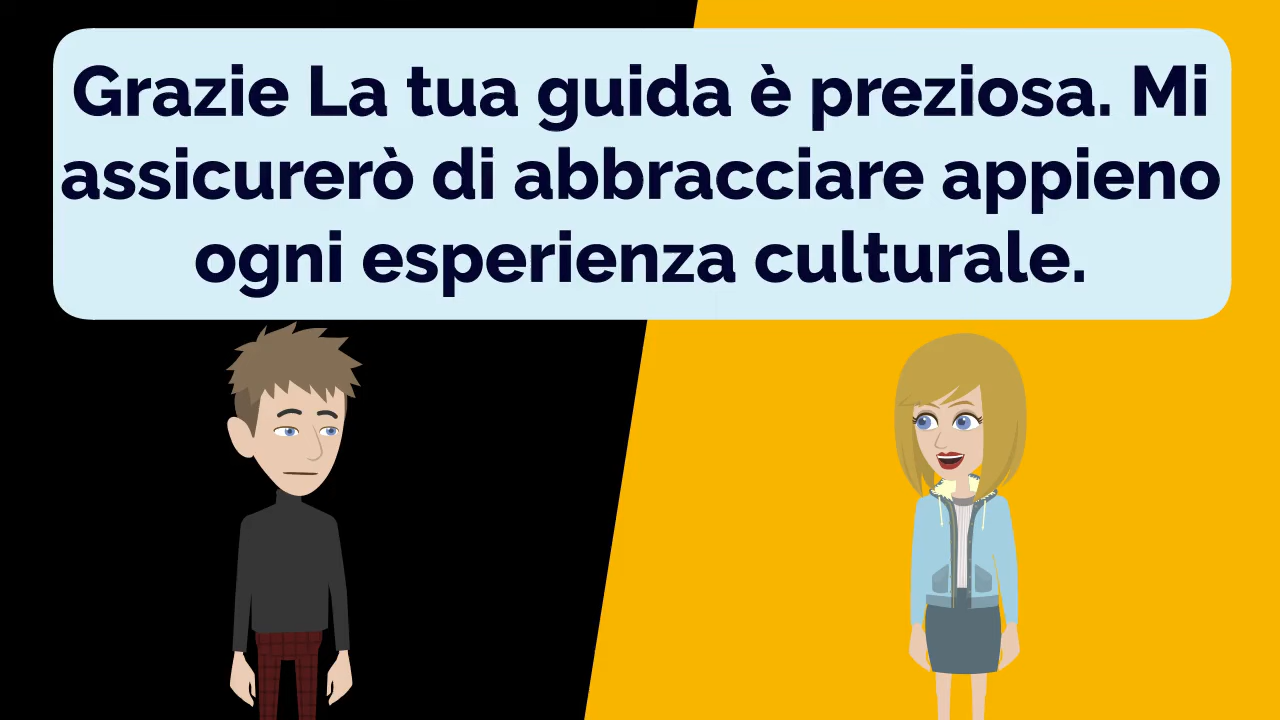 Grazie La tua guida è preziosa. Mi
assicurerò di abbracciare appieno
ogni esperienza culturale.